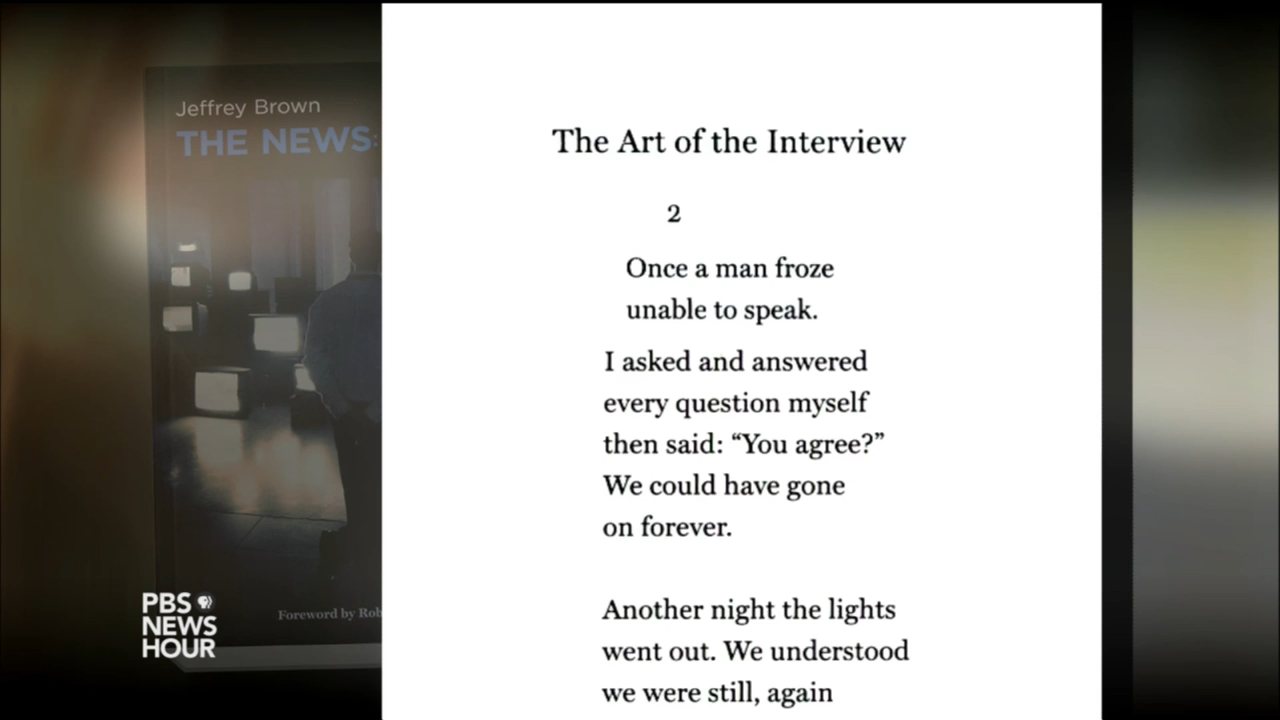 Jeffrey Brown
THE NEWS:
Foreword by
PBS
NEWS
HOUR
The Art of the Interview
2
Once a man froze
unable to speak.
I asked and answered
every question myself
then said: “You agree?”
We could have gone
on forever.
Another night the lights
went out. We understood
we were still, again